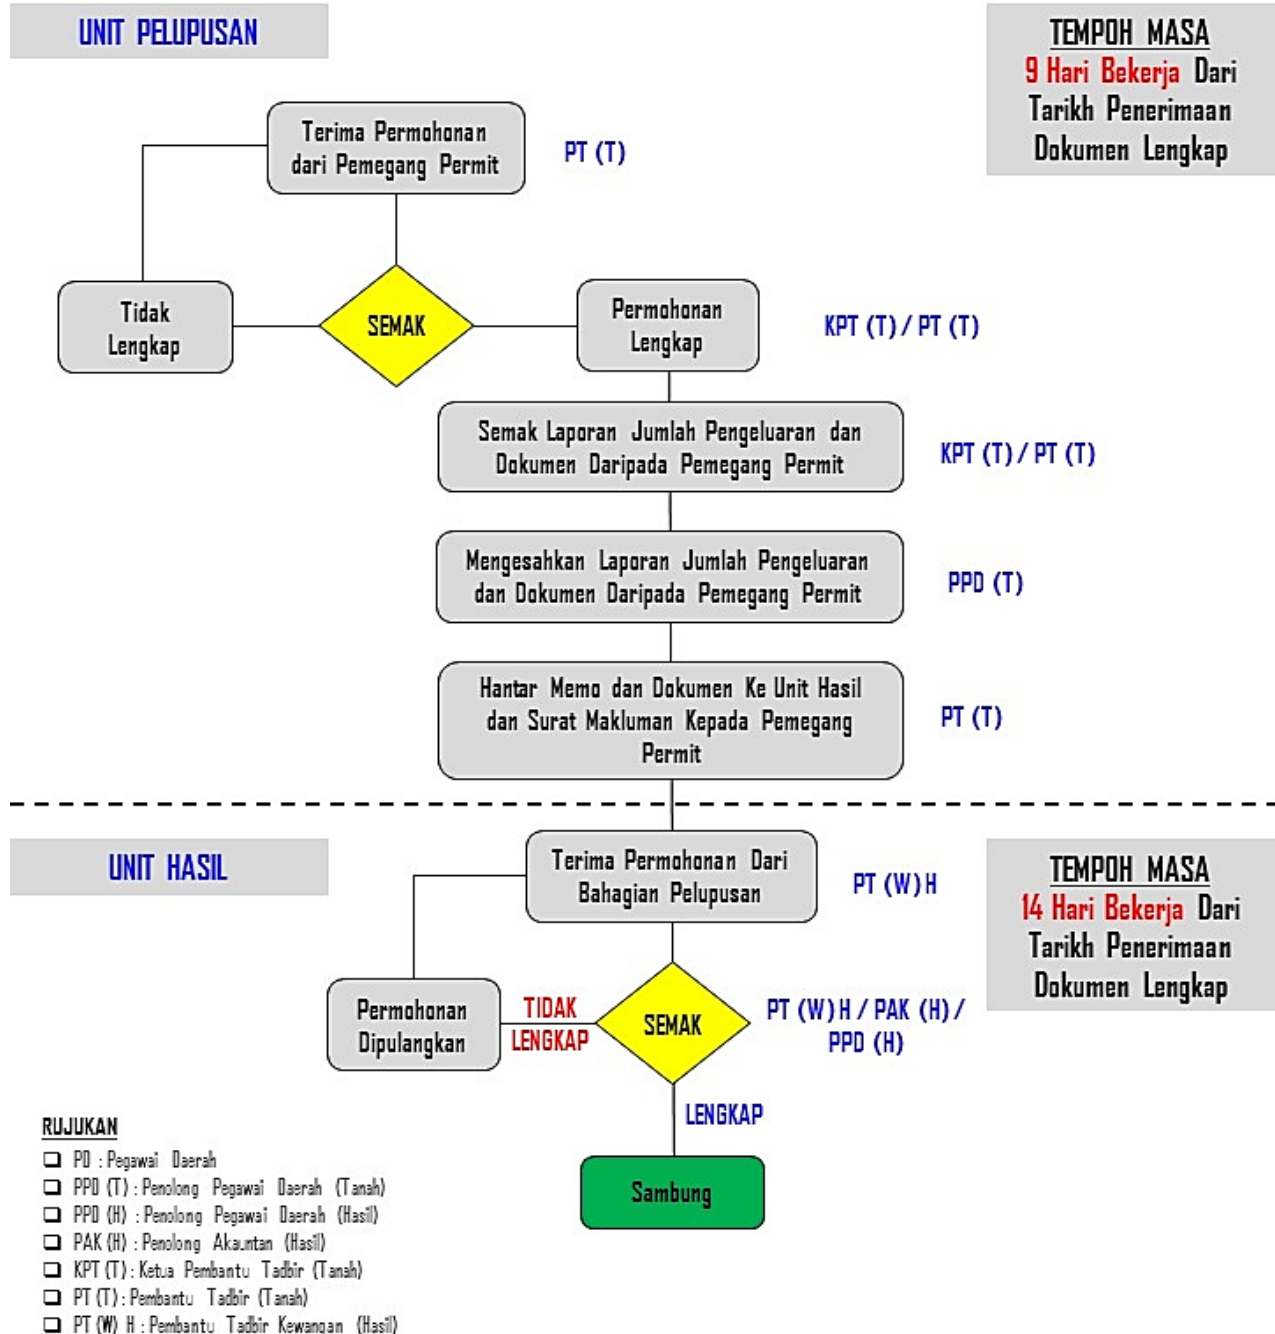 UNIT PELUPUSAN
TEMPOH MASA
9 Hari Bekerja Dari
Tarikh Penerimaan
Dokumen Lengkap
Terima Permohonan
dari Pemegang Permit
PT (T)
Tidak
Lengkap
SEMAK
Permohonan
Lengkap
KPT (T) / PT (T)
Semak Laporan Jumlah Pengeluaran dan
Dokumen Daripada Pemegang Permit
KPT (T) / PT (T)
Mengesahkan Laporan Jumlah Pengeluaran
dan Dokumen Daripada Pemegang Permit
PPD (T)
Hantar Memo dan Dokumen Ke Unit Hasil
dan Surat Makluman Kepada Pemegang
Permit
PT (T)
UNIT HASIL
TEMPOH MASA
14 Hari Bekerja Dari
Tarikh Penerimaan
Dokumen Lengkap
Terima Permohonan Dari
Bahagian Pelupusan
PT (W) H
Permohonan
Dipulangkan
TIDAK
LENGKAP
SEMAK
PT (W) H / PAK (H) /
PPD (H)
LENGKAP
Sambung
RUJUKAN
❑ PD : Pegawai Daerah
❑ PPD (T) : Penolong Pegawai Daerah (Tanah)
❑ PPD (H) : Penolong Pegawai Daerah (Hasil)
❑ PAK (H) : Penolong Akauntan (Hasil)
❑ KPT (T) : Ketua Pembantu Tadbir (Tanah)
❑ PT (T) : Pembantu Tadbir (Tanah)
❑ PT (W) H : Pembantu Tadbir Kewangan (Hasil)